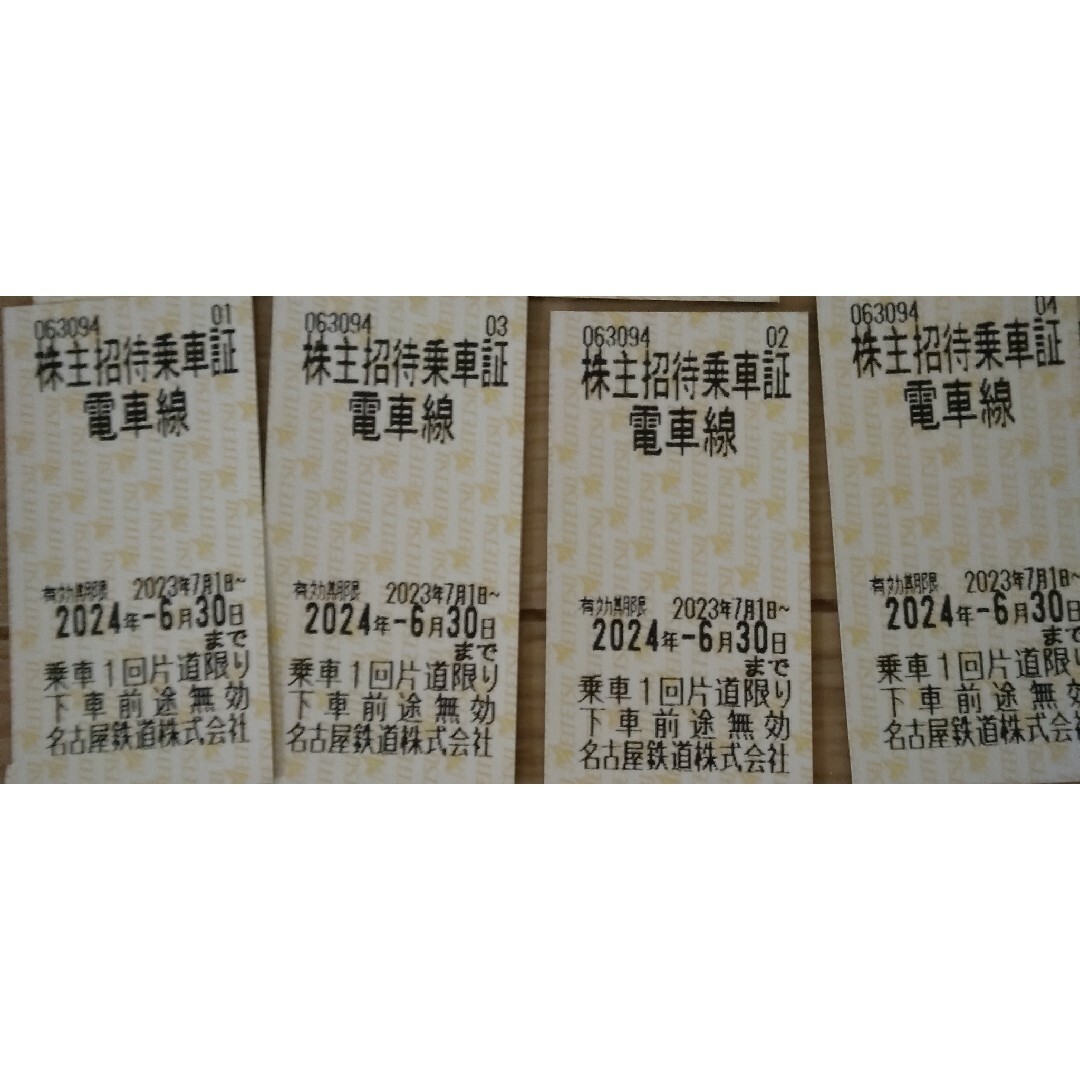 063094 01
株主招待乗車証
電車線
有効期限 2023年7月1日~
2024年-6月30日
まで
乗車1回片道限り
下車前途無効
名古屋鉄道株式会社
063094 03
株主招待乗車証
電車線
有効期限 2023年7月1日~
2024年-6月30日
まで
乗車1回片道限り
下車前途無効
名古屋鉄道株式会社
063094 02
株主招待乗車証
電車線
有効期限 2023年7月1日~
2024年-6月30日
まで
乗車1回片道限り
下車前途無効
名古屋鉄道株式会社
063094 04
株主招待乗車証
電車線
有効期限 2023年7月1日~
2024年-6月30日
まで
乗車1回片道限り
下車前途無効
名古屋鉄道株式会社